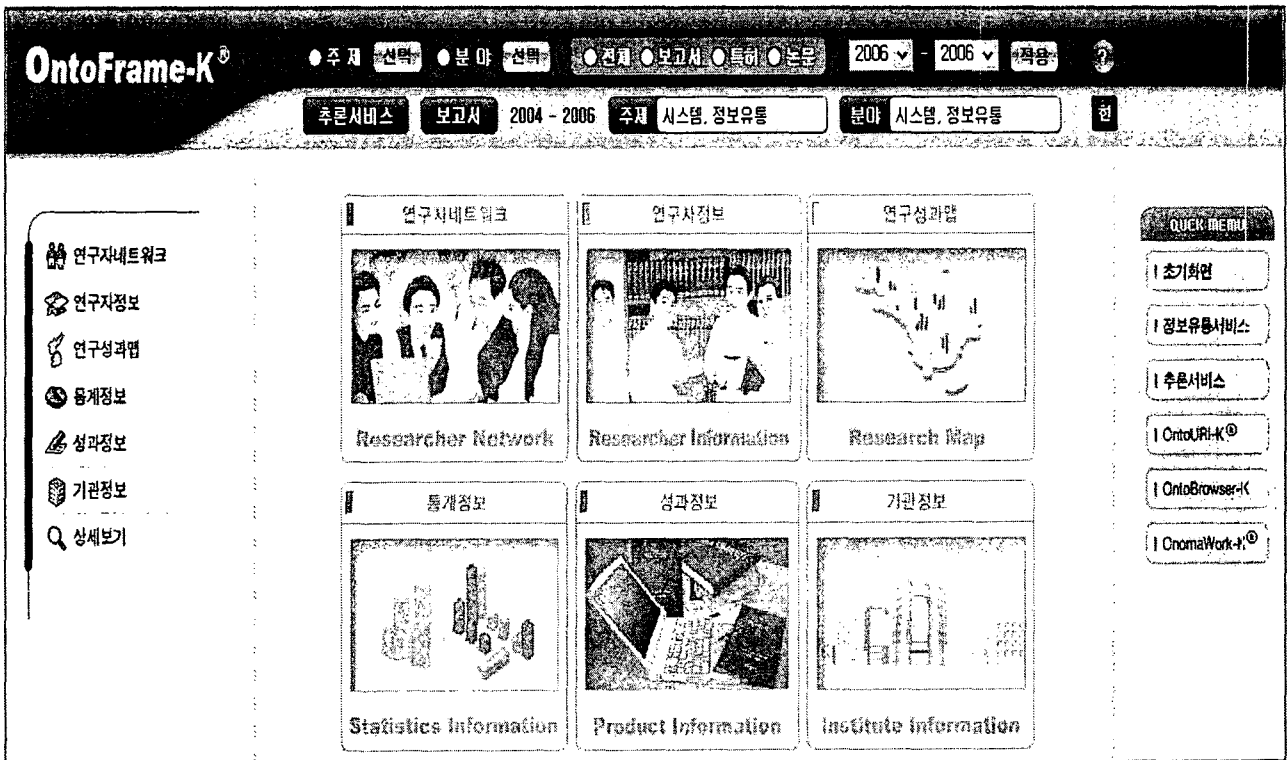 OntoFrame-K®
주제 선택 분야 선택 전체 보고서 특허 논문 2006 - 2006 적용 ?
추론서비스 보고서 2004 - 2006 주제 시스템, 정보유통 분야 시스템, 정보유통 현
연구자네트워크
연구자정보
연구성과맵
통계정보
성과정보
기관정보
상세보기
연구자네트워크 연구자정보 연구성과맵
Researcher Network Researcher Information Research Map
통계정보 성과정보 기관정보
Statistics Information Product Information Institute Information
QUICK MENU
초기화면
정보유통서비스
추론서비스
OntoURI-K®
OntoBrowser-K